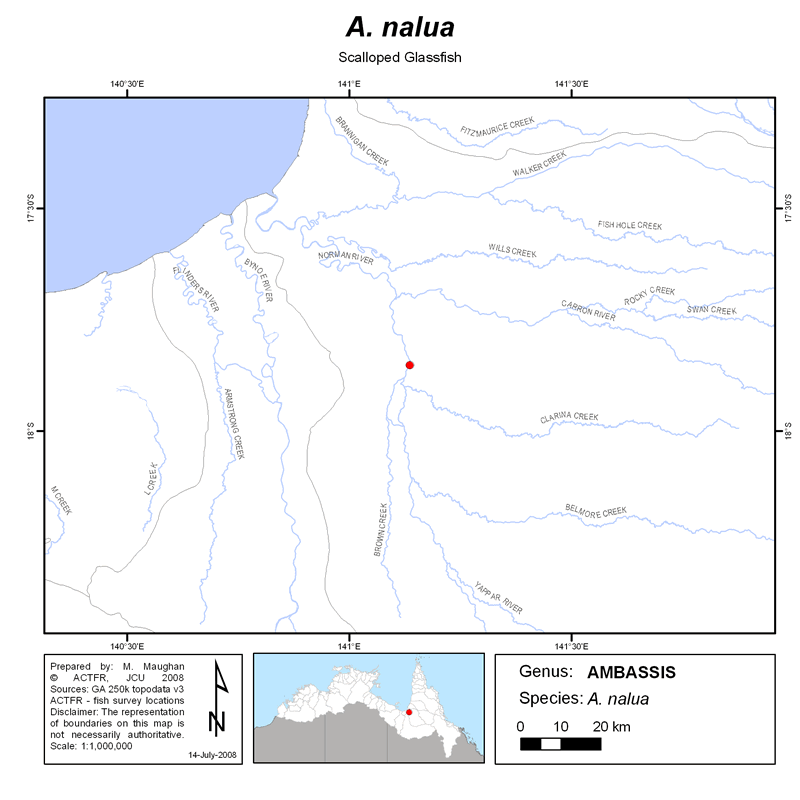 A. nalua
Scalloped Glassfish
140°30'E
141°E
141°30'E
17°30'S
17°30'S
18°S
18°S
140°30'E
141°E
141°30'E
BRANNIGAN CREEK
FITZMAURICE CREEK
WALKER CREEK
FISH HOLE CREEK
NORMAN RIVER
WILLS CREEK
FLINDERS RIVER
BYNOE RIVER
ROCKY CREEK
CARRON RIVER
SWAN CREEK
ARMSTRONG CREEK
CLARINA CREEK
L CREEK
M CREEK
BROWN CREEK
BELMORE CREEK
YAPPAR RIVER
Prepared by: M. Maughan
© ACTFR, JCU 2008
Sources: GA 250k topodata v3
ACTFR - fish survey locations
Disclaimer: The representation
of boundaries on this map is
not necessarily authoritative.
Scale: 1:1,000,000
N
14-July-2008
Genus: AMBASSIS
Species: A. nalua
0 10 20 km